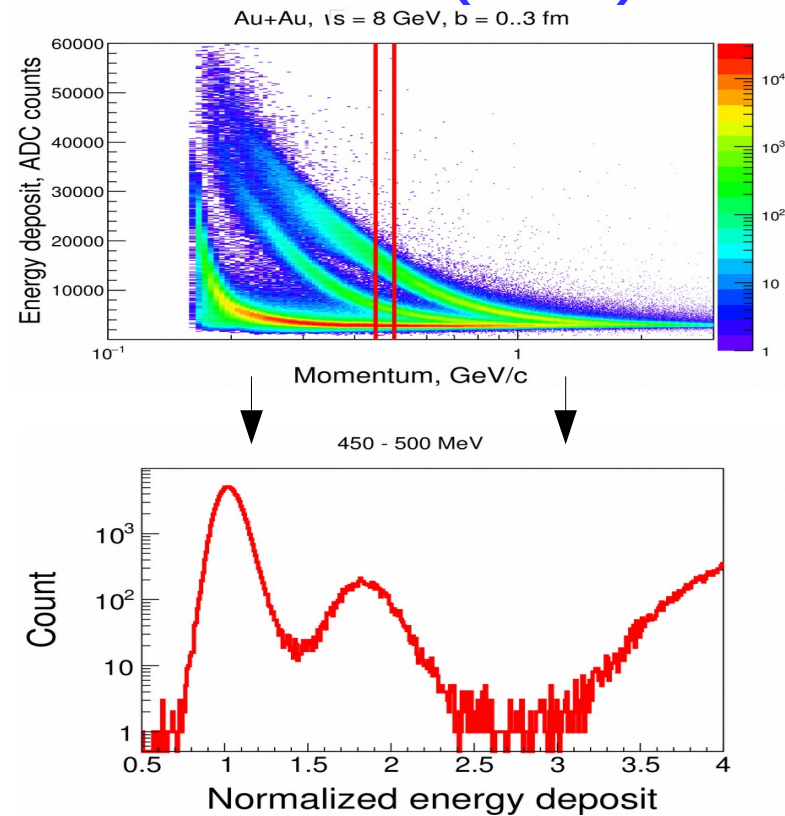 Au+Au, √s = 8 GeV, b = 0..3 fm
Energy deposit, ADC counts
60000
50000
40000
30000
20000
10000
10⁻¹
1
Momentum, GeV/c
10⁴
10³
10²
10
1
450 - 500 MeV
Count
10³
10²
10
1
0.5 1 1.5 2 2.5 3 3.5 4
Normalized energy deposit